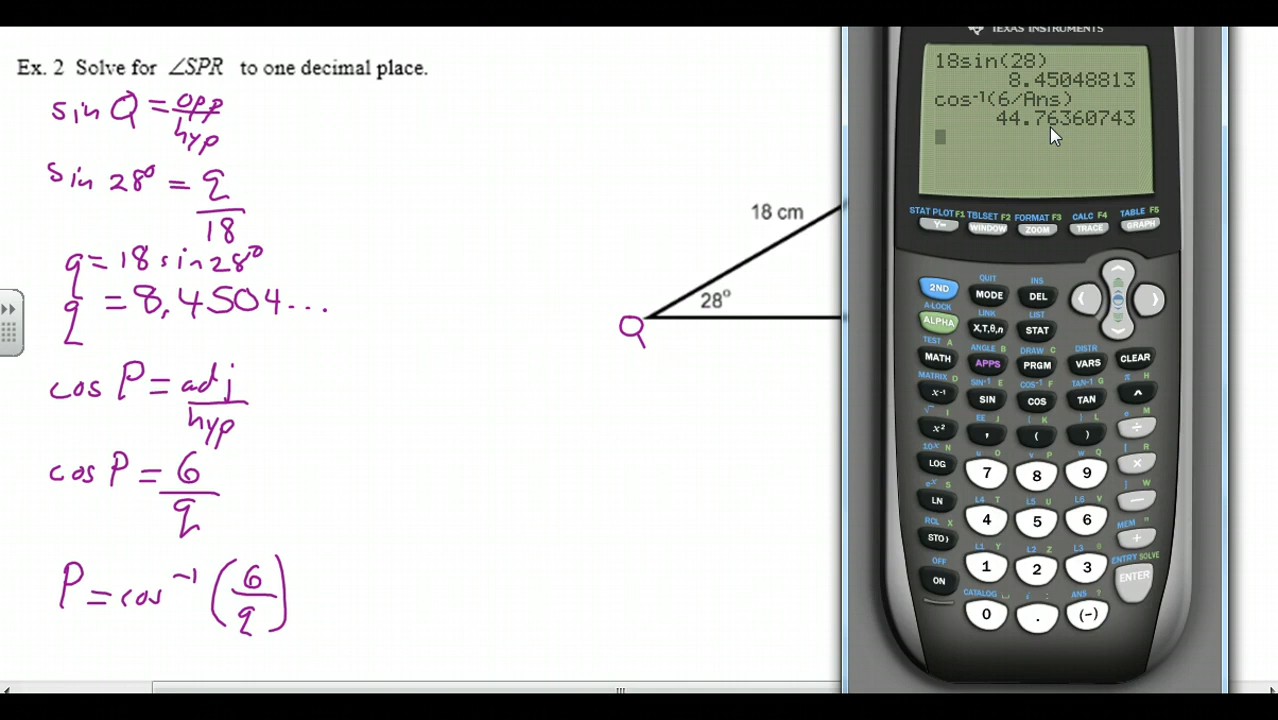 Ex. 2 Solve for ∠SPR to one decimal place.
sin Q = opp/hyp
sin 28° = q/18
q = 18 sin 28°
q = 8.4504...
cos P = adj/hyp
cos P = 6/q
P = cos⁻¹(6/q)
18 cm
28°
Q
TEXAS INSTRUMENTS
18sin(28)
8.45048813
cos⁻¹(6/Ans)
44.76360743
STAT PLOT F1 TBLSET F2 FORMAT F3 CALC F4 TABLE F5
Y= WINDOW ZOOM TRACE GRAPH
QUIT INS
2ND MODE DEL
A-LOCK LINK LIST
ALPHA X,T,θ,n STAT
TEST A ANGLE B DRAW C DISTR
MATH APPS PRGM VARS CLEAR
MATRIX D SIN⁻¹ E COS⁻¹ F TAN⁻¹ G π H
x⁻¹ SIN COS TAN ^
√ I EE J { K } L e M
x² , ( ) ÷
10ˣ N u O v P w Q [ R
LOG 7 8 9 ×
eˣ S L4 T L5 U L6 V ] W
LN 4 5 6 −
RCL X L1 Y L2 Z L3 θ MEM "
STO› 1 2 3 +
OFF CATALOG ⎵ i : ANS ? ENTRY SOLVE
ON 0 . (-) ENTER